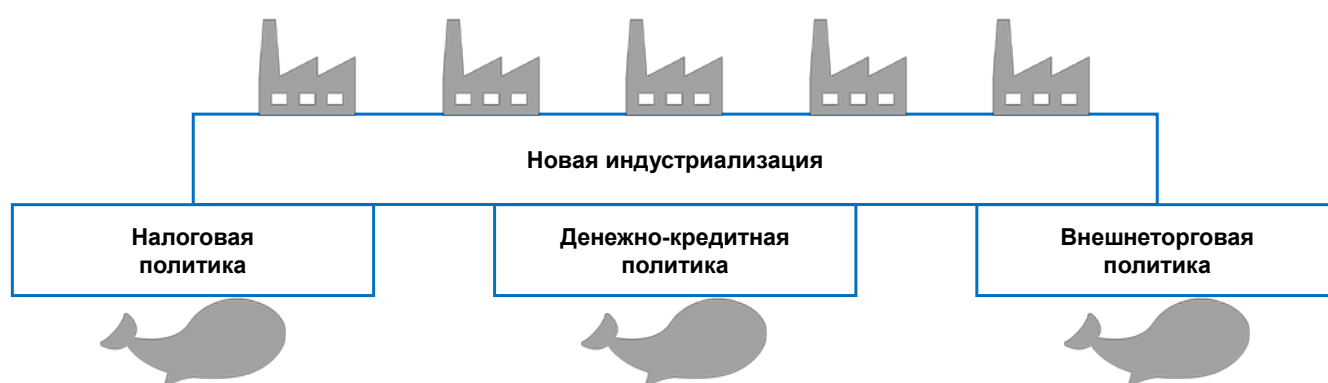 Новая индустриализация
Налоговая
политика
Денежно-кредитная
политика
Внешнеторговая
политика